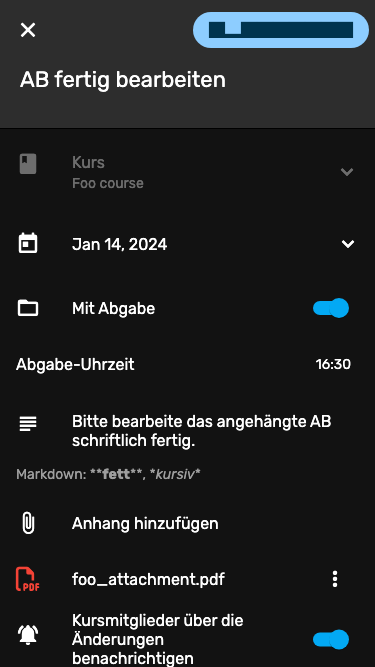 AB fertig bearbeiten
Kurs
Foo course
Jan 14, 2024
Mit Abgabe
Abgabe-Uhrzeit 16:30
Bitte bearbeite das angehängte AB
schriftlich fertig.
Markdown: **fett**, *kursiv*
Anhang hinzufügen
PDF
foo_attachment.pdf
Kursmitglieder über die
Änderungen
benachrichtigen